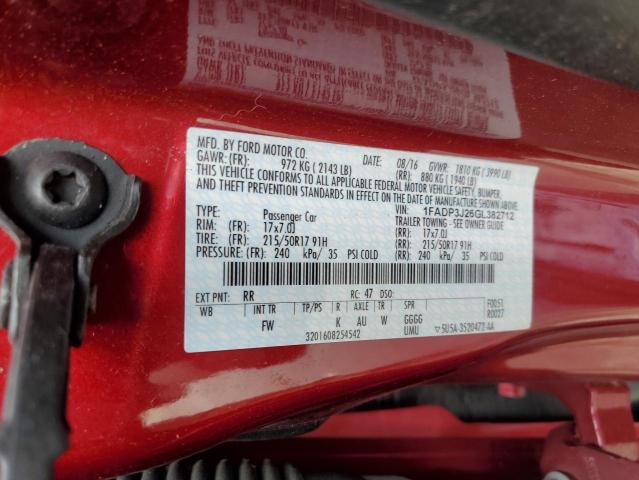 MFD. BY FORD MOTOR CO. DATE: 08/16 GVWR: 1810 KG ( 3990 LB)
GAWR:(FR) 972 KG ( 2143 LB) (RR): 880 KG ( 1940 LB)
THIS VEHICLE CONFORMS TO ALL APPLICABLE FEDERAL MOTOR VEHICLE SAFETY, BUMPER,
AND THEFT PREVENTION STANDARDS IN EFFECT ON THE DATE OF MANUFACTURE SHOWN ABOVE.
VIN: 1FADP3J26GL382712
TYPE: Passenger Car TRAILER TOWING - SEE OWNER GUIDE
RIM: (FR): 17x7.0J (RR): 17x7.0J
TIRE: (FR): 215/50R17 91H (RR): 215/50R17 91H
PRESSURE: (FR): 240 kPa/ 35 PSI COLD (RR): 240 kPa/ 35 PSI COLD
EXT PNT: RR RC: 47 DSO: F0051
WB INT TR TP/PS R AXLE TR SPR R0027
FW K AU W GGGG
3201608254542 UMU ▽ 5U5A-3520472-AA